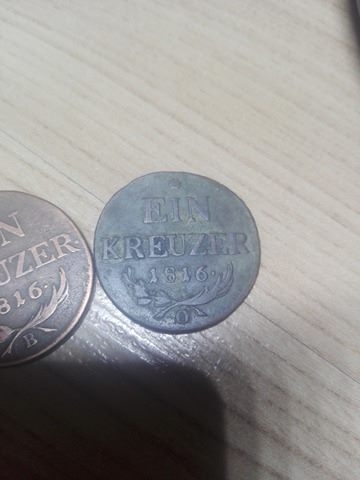 N
UZER.
816.
B
EIN
KREUZER
·1816·
O